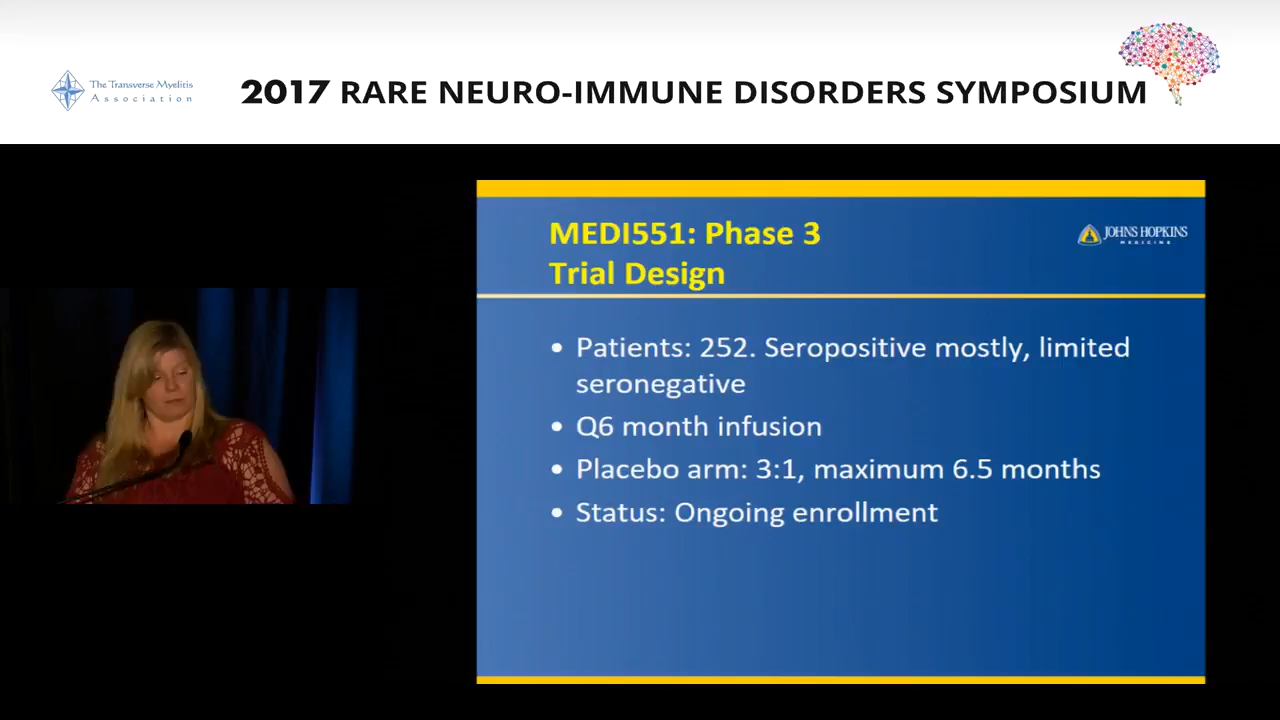 The Transverse Myelitis
Association
2017 RARE NEURO-IMMUNE DISORDERS SYMPOSIUM
MEDI551: Phase 3
Trial Design
JOHNS HOPKINS
MEDICINE
• Patients: 252. Seropositive mostly, limited
seronegative
• Q6 month infusion
• Placebo arm: 3:1, maximum 6.5 months
• Status: Ongoing enrollment